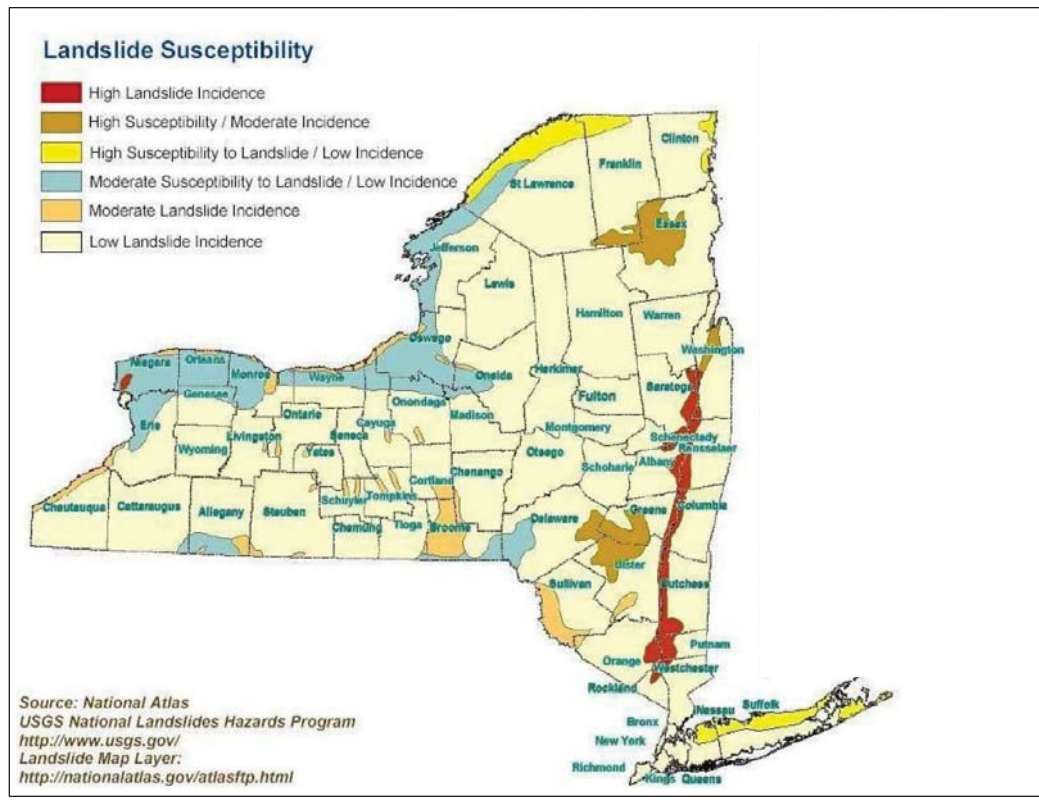 Landslide Susceptibility
High Landslide Incidence
High Susceptibility / Moderate Incidence
High Susceptibility to Landslide / Low Incidence
Moderate Susceptibility to Landslide / Low Incidence
Moderate Landslide Incidence
Low Landslide Incidence
Clinton
Franklin
St Lawrence
Essex
Jefferson
Lewis
Hamilton
Warren
Oswego
Washington
Niagara
Orleans
Monroe
Wayne
Oneida
Herkimer
Saratoga
Genesee
Fulton
Onondaga
Ontario
Madison
Cayuga
Erie
Seneca
Livingston
Montgomery
Schenectady
Wyoming
Yates
Otsego
Rensselaer
Schoharie
Albany
Cortland
Chenango
Schuyler
Tompkins
Chautauqua
Cattaraugus
Allegany
Steuben
Greene
Columbia
Delaware
Chemung
Tioga
Broome
Ulster
Sullivan
Dutchess
Putnam
Orange
Westchester
Rockland
Nassau
Suffolk
Bronx
New York
Richmond
Kings
Queens
Source: National Atlas
USGS National Landslides Hazards Program
http://www.usgs.gov/
Landslide Map Layer:
http://nationalatlas.gov/atlasftp.html